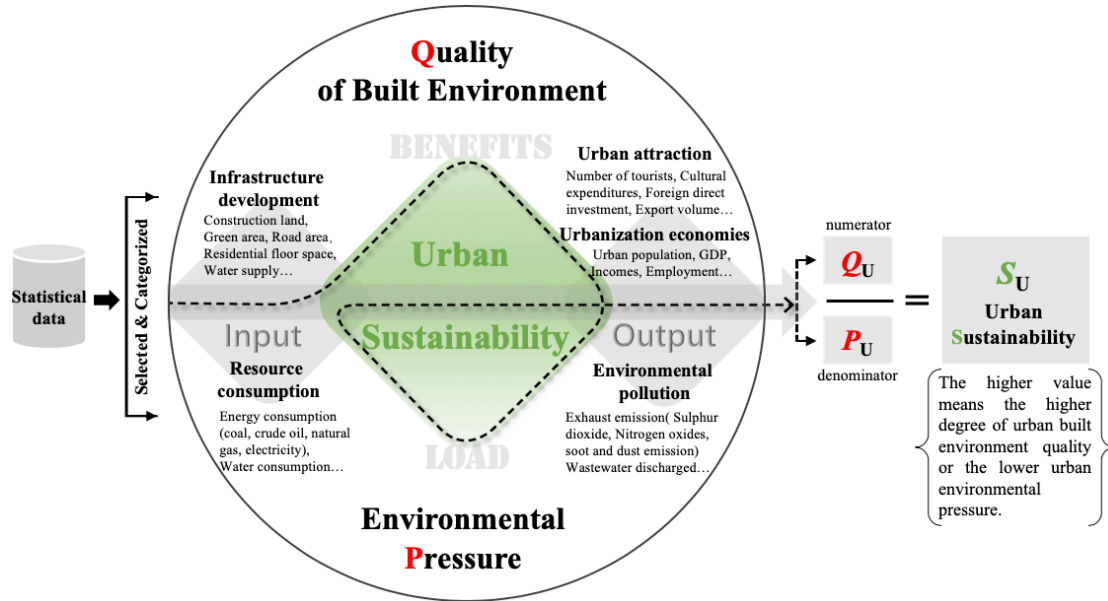 Quality
of Built Environment
BENEFITS
Infrastructure
development
Construction land,
Green area, Road area,
Residential floor space,
Water supply…
Urban attraction
Number of tourists, Cultural
expenditures, Foreign direct
investment, Export volume…
Urbanization economies
Urban population, GDP,
Incomes, Employment…
Urban
Sustainability
Statistical
data
Selected & Categorized
Input
Output
Resource
consumption
Energy consumption
(coal, crude oil, natural
gas, electricity),
Water consumption…
Environmental
pollution
Exhaust emission( Sulphur
dioxide, Nitrogen oxides,
soot and dust emission)
Wastewater discharged…
LOAD
Environmental
Pressure
numerator
QU
PU
denominator
=
SU
Urban
Sustainability
The higher value
means the higher
degree of urban built
environment quality
or the lower urban
environmental
pressure.